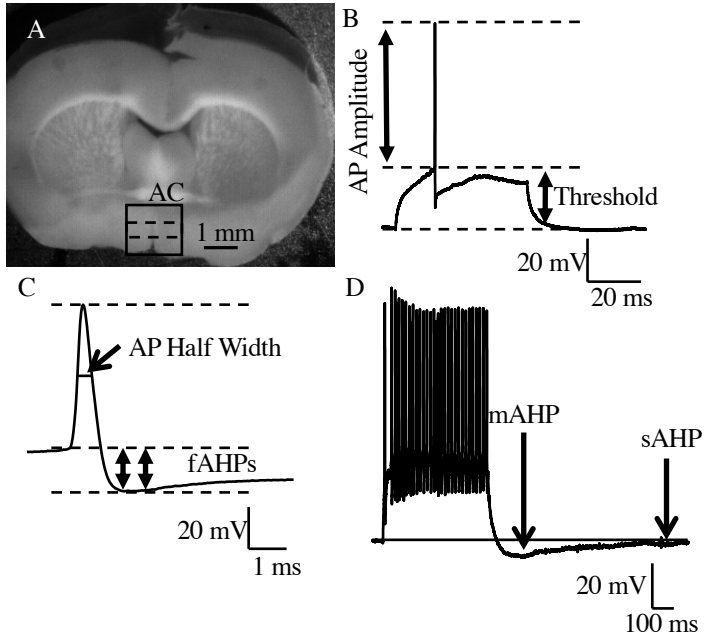 A
AC
1 mm
B
AP Amplitude
Threshold
20 mV
20 ms
C
AP Half Width
fAHPs
20 mV
1 ms
D
mAHP
sAHP
20 mV
100 ms